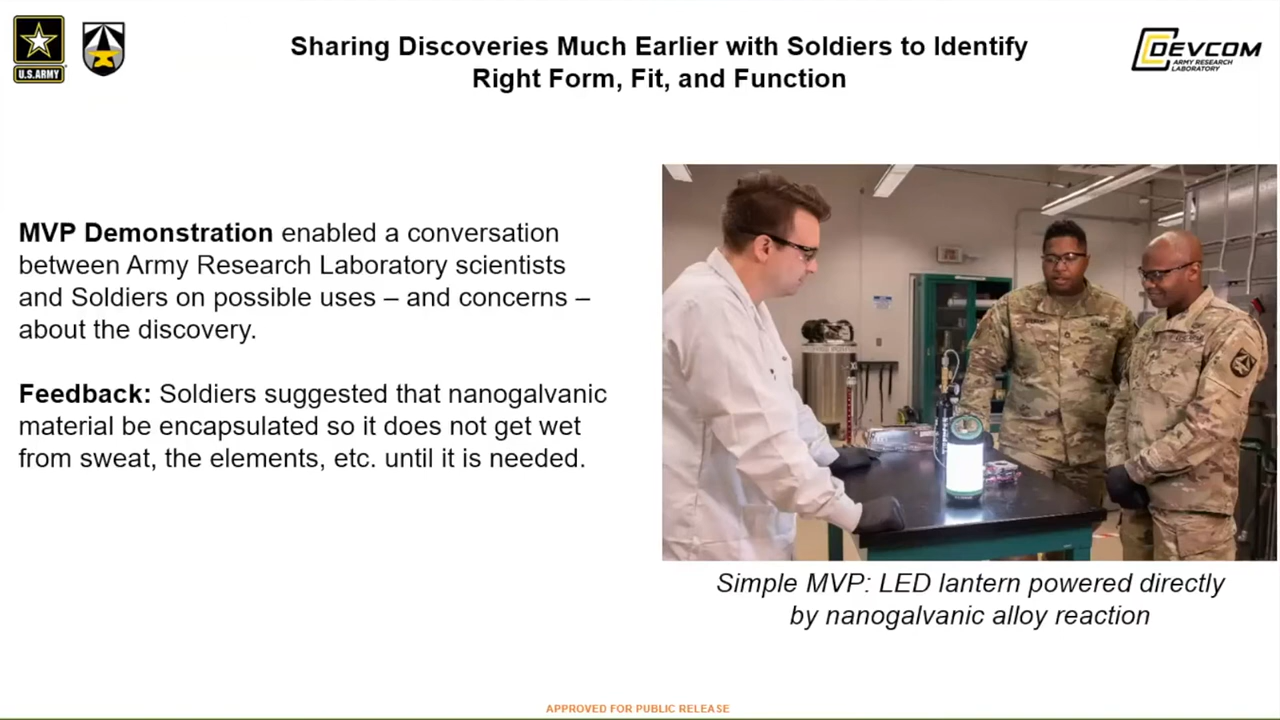 U.S.ARMY
Sharing Discoveries Much Earlier with Soldiers to Identify
Right Form, Fit, and Function
DEVCOM
ARMY RESEARCH
LABORATORY
MVP Demonstration enabled a conversation
between Army Research Laboratory scientists
and Soldiers on possible uses – and concerns –
about the discovery.
Feedback: Soldiers suggested that nanogalvanic
material be encapsulated so it does not get wet
from sweat, the elements, etc. until it is needed.
Simple MVP: LED lantern powered directly
by nanogalvanic alloy reaction
APPROVED FOR PUBLIC RELEASE